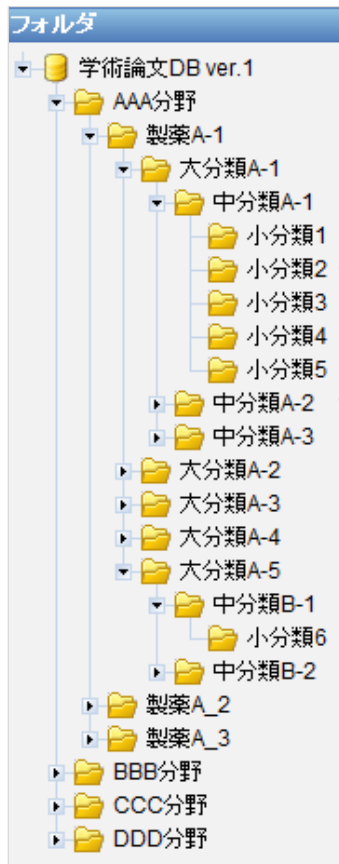 フォルダ
学術論文DB ver.1
AAA分野
製薬A-1
大分類A-1
中分類A-1
小分類1
小分類2
小分類3
小分類4
小分類5
中分類A-2
中分類A-3
大分類A-2
大分類A-3
大分類A-4
大分類A-5
中分類B-1
小分類6
中分類B-2
製薬A_2
製薬A_3
BBB分野
CCC分野
DDD分野